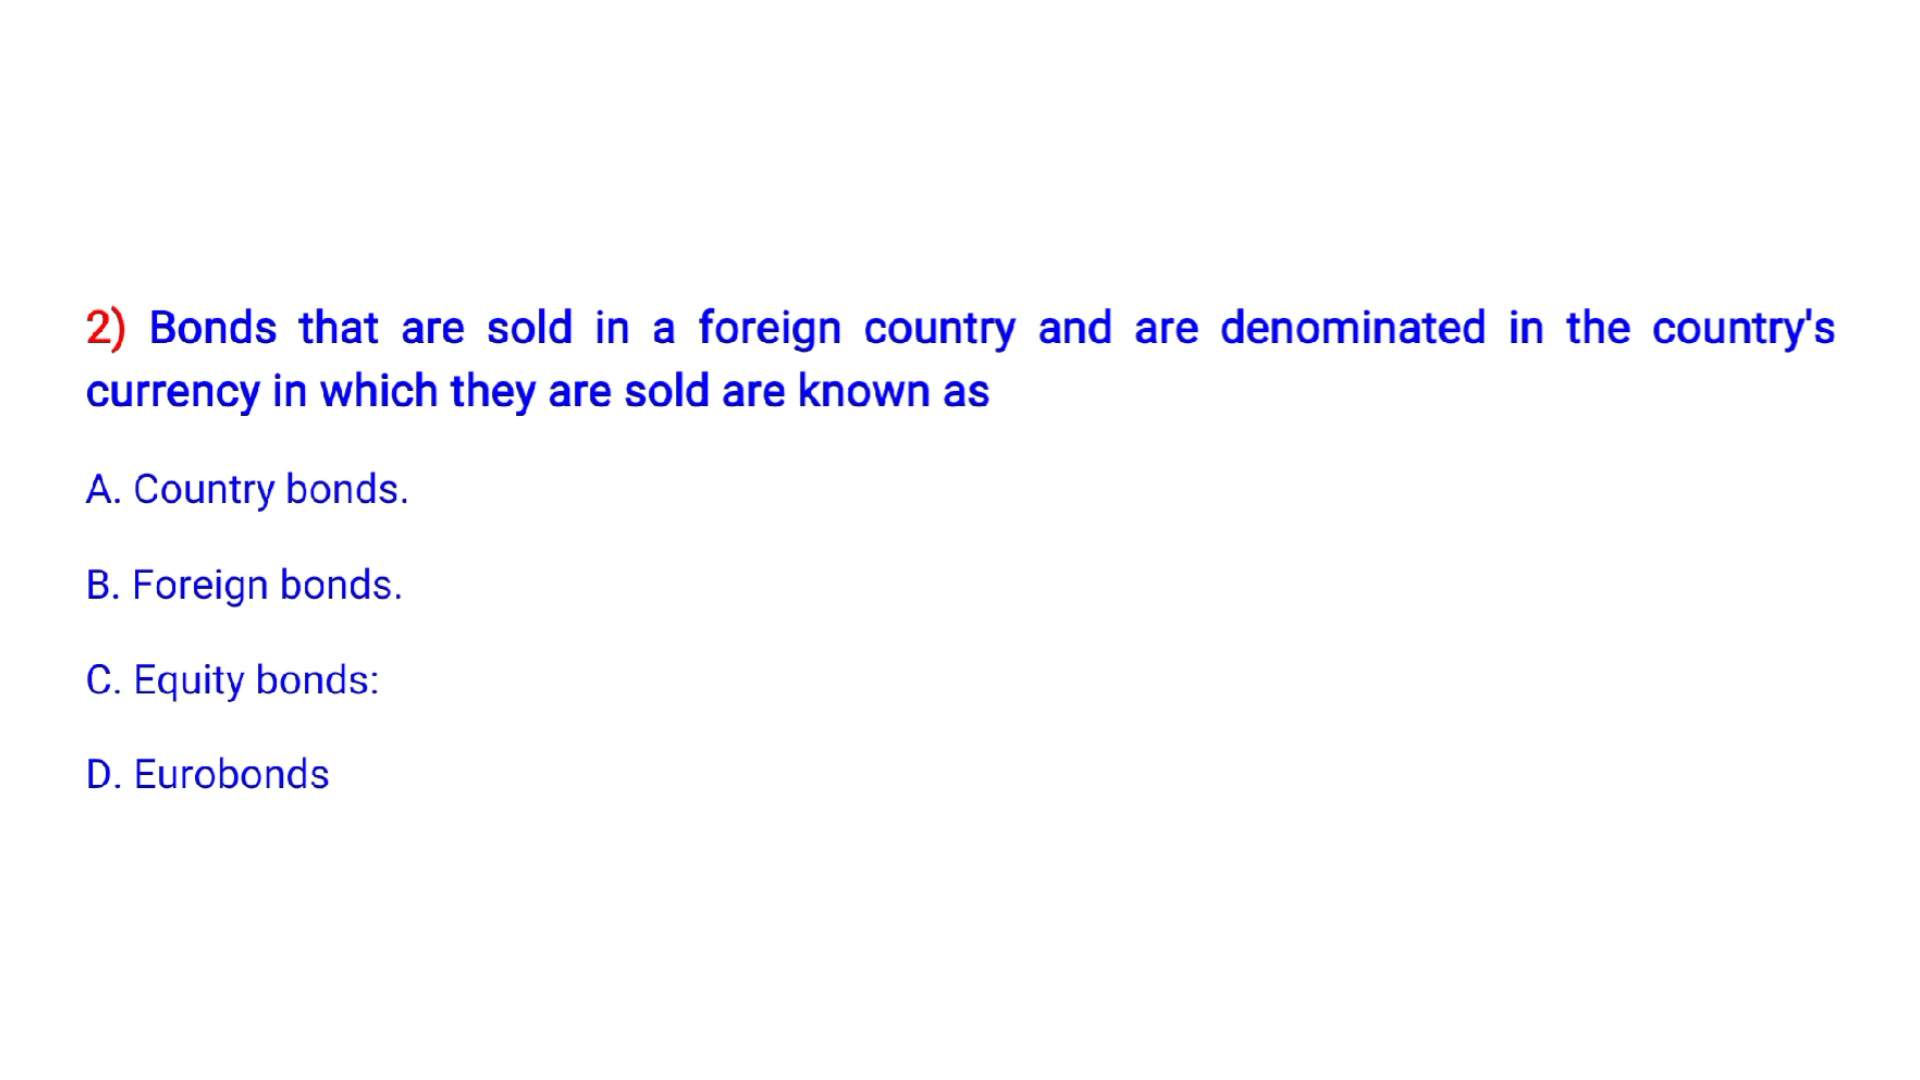 2) Bonds that are sold in a foreign country and are denominated in the country's
currency in which they are sold are known as
A. Country bonds.
B. Foreign bonds.
C. Equity bonds:
D. Eurobonds